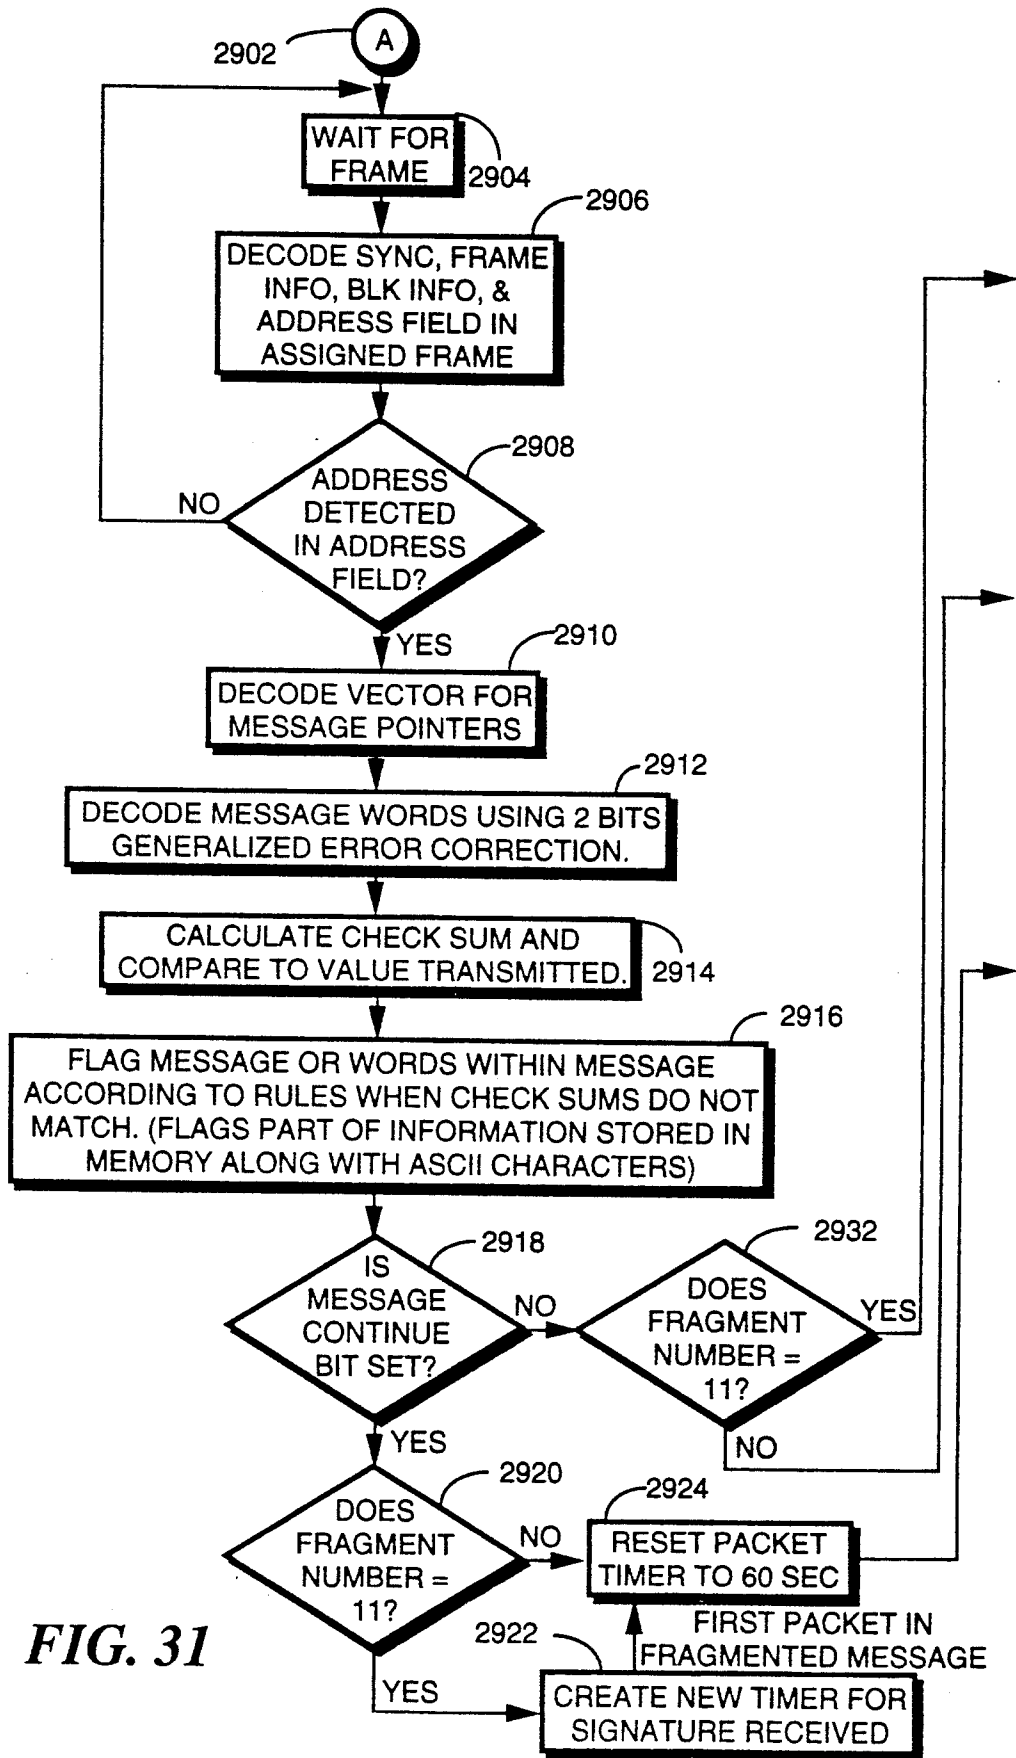 A
2902
WAIT FOR
FRAME
2904
2906
DECODE SYNC, FRAME
INFO, BLK INFO, &
ADDRESS FIELD IN
ASSIGNED FRAME
2908
ADDRESS
DETECTED
IN ADDRESS
FIELD?
NO
YES
2910
DECODE VECTOR FOR
MESSAGE POINTERS
2912
DECODE MESSAGE WORDS USING 2 BITS
GENERALIZED ERROR CORRECTION.
CALCULATE CHECK SUM AND
COMPARE TO VALUE TRANSMITTED.
2914
2916
FLAG MESSAGE OR WORDS WITHIN MESSAGE
ACCORDING TO RULES WHEN CHECK SUMS DO NOT
MATCH. (FLAGS PART OF INFORMATION STORED IN
MEMORY ALONG WITH ASCII CHARACTERS)
2918
IS
MESSAGE
CONTINUE
BIT SET?
NO
YES
2932
DOES
FRAGMENT
NUMBER =
11?
YES
NO
2920
DOES
FRAGMENT
NUMBER =
11?
NO
YES
2924
RESET PACKET
TIMER TO 60 SEC
FIRST PACKET IN
FRAGMENTED MESSAGE
2922
CREATE NEW TIMER FOR
SIGNATURE RECEIVED
FIG. 31